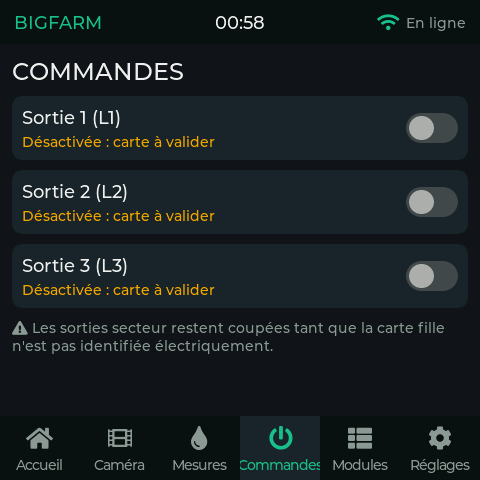 BIGFARM 00:58 En ligne
COMMANDES
Sortie 1 (L1)
Désactivée : carte à valider
Sortie 2 (L2)
Désactivée : carte à valider
Sortie 3 (L3)
Désactivée : carte à valider
Les sorties secteur restent coupées tant que la carte fille
n'est pas identifiée électriquement.
Accueil Caméra Mesures Commandes Modules Réglages